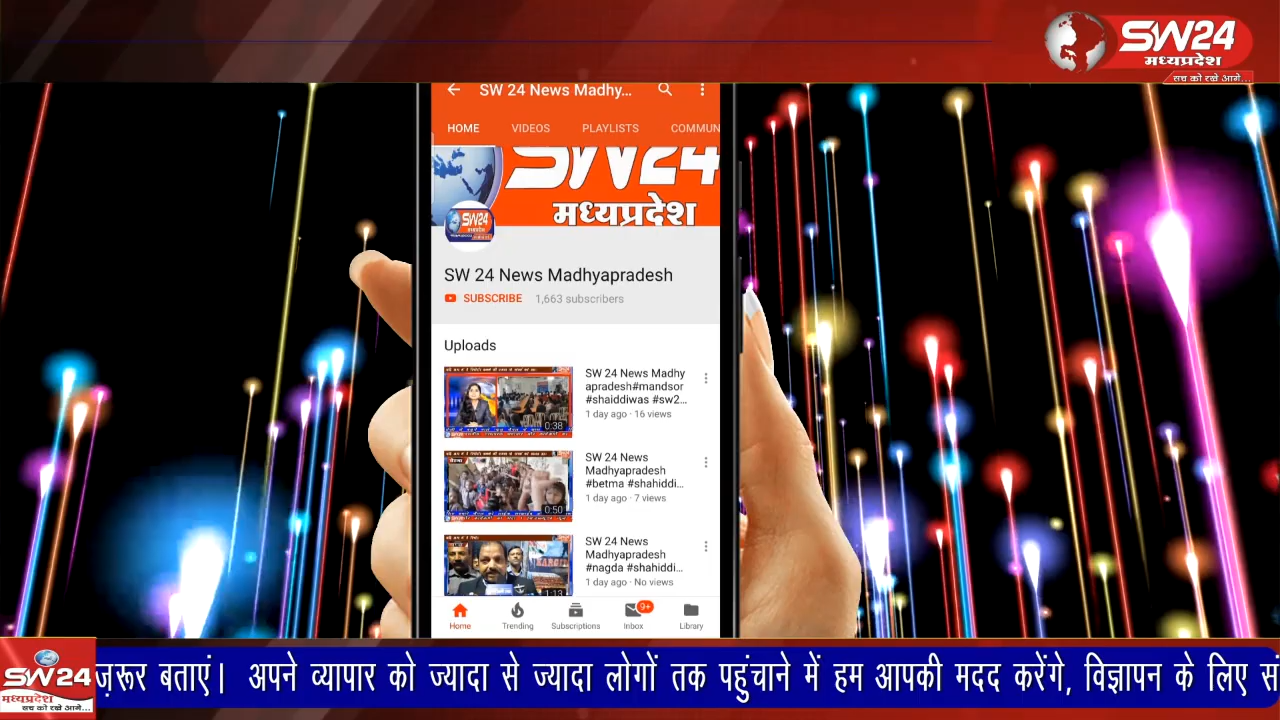 SW24
मध्यप्रदेश
सच को रखे आगे...
SW 24 News Madhy...
HOME VIDEOS PLAYLISTS COMMUN
SW24
मध्यप्रदेश
SW24
SW 24 News Madhyapradesh
SUBSCRIBE 1,663 subscribers
Uploads
SW 24 News Madhy
apradesh#mandsor
#shaiddiwas #sw2...
1 day ago · 16 views
0:38
SW 24 News
Madhyapradesh
#betma #shahiddi...
1 day ago · 7 views
0:50
SW 24 News
Madhyapradesh
#nagda #shahiddi...
1 day ago · No views
1:13
9+
Home Trending Subscriptions Inbox Library
SW24
मध्यप्रदेश
सच को रखे आगे...
ज़रूर बताएं। अपने व्यापार को ज्यादा से ज्यादा लोगों तक पहुंचाने में हम आपकी मदद करेंगे, विज्ञापन के लिए सं